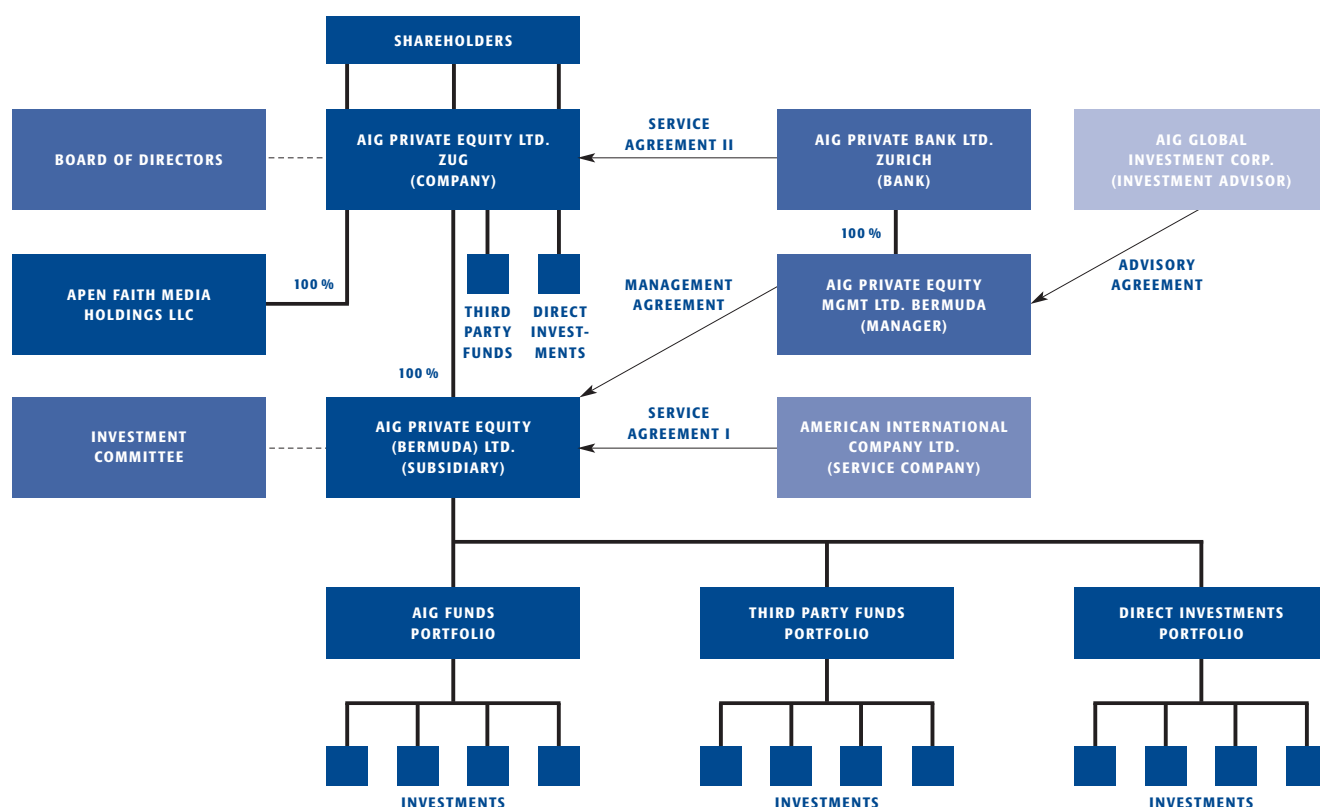 SHAREHOLDERS
BOARD OF DIRECTORS
AIG PRIVATE EQUITY LTD.
ZUG
(COMPANY)
SERVICE
AGREEMENT II
AIG PRIVATE BANK LTD.
ZURICH
(BANK)
AIG GLOBAL
INVESTMENT CORP.
(INVESTMENT ADVISOR)
APEN FAITH MEDIA
HOLDINGS LLC
100 %
THIRD
PARTY
FUNDS
DIRECT
INVEST-
MENTS
MANAGEMENT
AGREEMENT
100 %
AIG PRIVATE EQUITY
MGMT LTD. BERMUDA
(MANAGER)
ADVISORY
AGREEMENT
100 %
INVESTMENT
COMMITTEE
AIG PRIVATE EQUITY
(BERMUDA) LTD.
(SUBSIDIARY)
SERVICE
AGREEMENT I
AMERICAN INTERNATIONAL
COMPANY LTD.
(SERVICE COMPANY)
AIG FUNDS
PORTFOLIO
THIRD PARTY FUNDS
PORTFOLIO
DIRECT INVESTMENTS
PORTFOLIO
INVESTMENTS
INVESTMENTS
INVESTMENTS